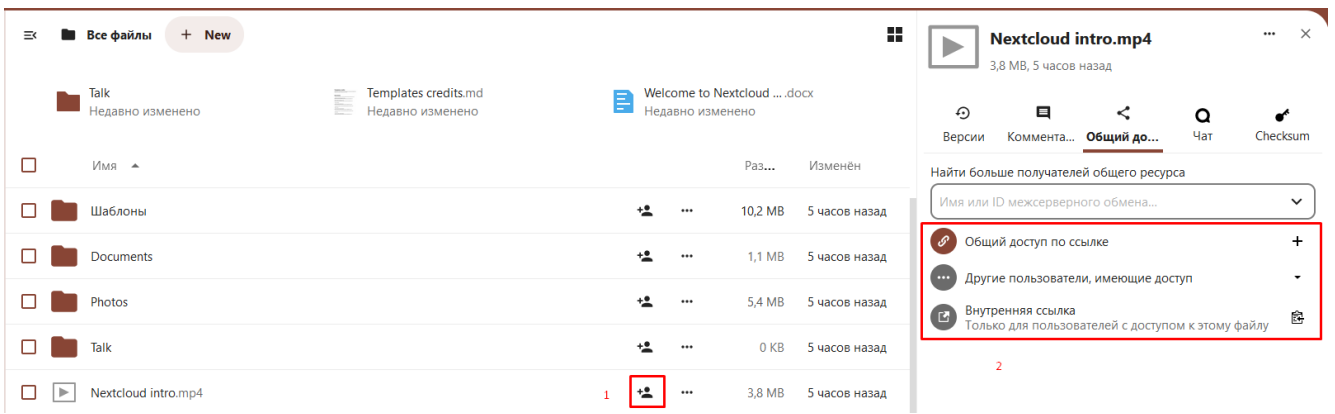 Все файлы + New
Talk
Недавно изменено
Templates credits.md
Недавно изменено
Welcome to Nextcloud ... .docx
Недавно изменено
Имя Раз... Изменён
Шаблоны 10,2 MB 5 часов назад
Documents 1,1 MB 5 часов назад
Photos 5,4 MB 5 часов назад
Talk 0 KB 5 часов назад
Nextcloud intro.mp4 1 3,8 MB 5 часов назад
Nextcloud intro.mp4
3,8 MB, 5 часов назад
Версии Коммента... Общий до... Чат Checksum
Найти больше получателей общего ресурса
Имя или ID межсерверного обмена...
Общий доступ по ссылке
Другие пользователи, имеющие доступ
Внутренняя ссылка
Только для пользователей с доступом к этому файлу
2